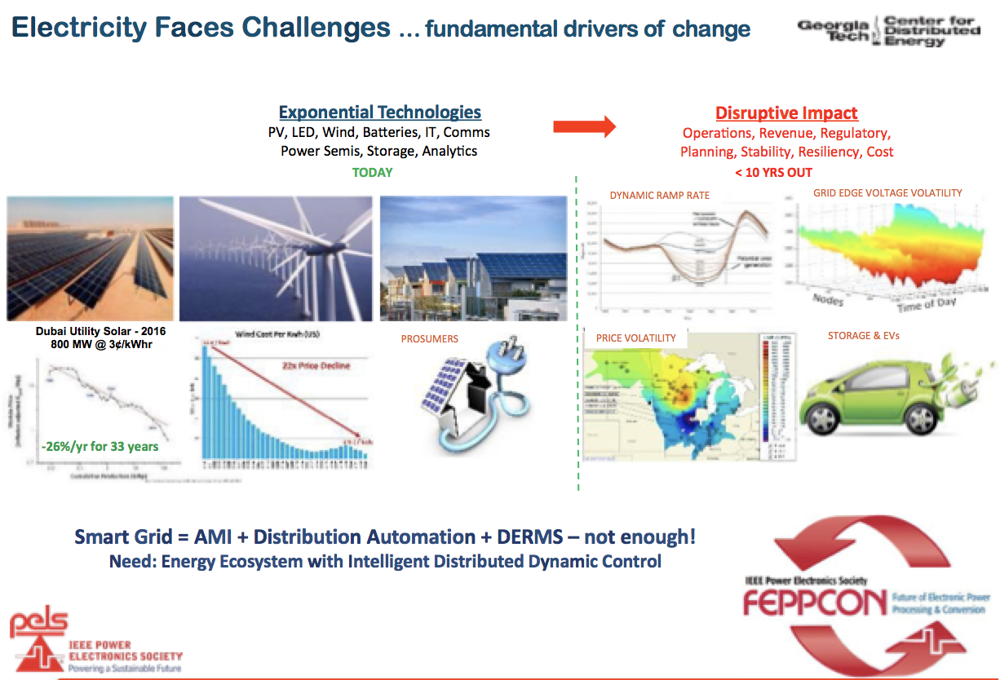 Electricity Faces Challenges ... fundamental drivers of change
Georgia Tech
Center for Distributed Energy
Exponential Technologies
PV, LED, Wind, Batteries, IT, Comms
Power Semis, Storage, Analytics
TODAY
Disruptive Impact
Operations, Revenue, Regulatory,
Planning, Stability, Resiliency, Cost
< 10 YRS OUT
DYNAMIC RAMP RATE
GRID EDGE VOLTAGE VOLATILITY
Nodes
Time of Day
Dubai Utility Solar - 2016
800 MW @ 3¢/kWhr
-26%/yr for 33 years
Wind Cost Per Kwh (US)
22x Price Decline
PROSUMERS
PRICE VOLATILITY
STORAGE & EVs
Smart Grid = AMI + Distribution Automation + DERMS – not enough!
Need: Energy Ecosystem with Intelligent Distributed Dynamic Control
pels
IEEE POWER
ELECTRONICS SOCIETY
Powering a Sustainable Future
IEEE Power Electronics Society
FEPPCON
Future of Electronic Power
Processing & Conversion